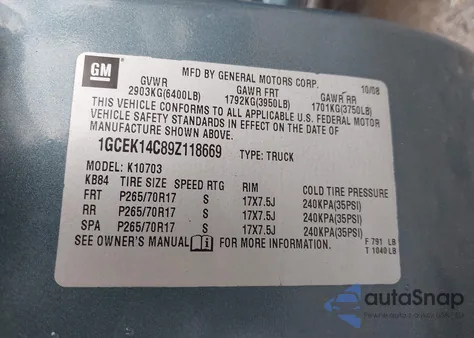 GM
MFD BY GENERAL MOTORS CORP. 10/08
GVWR GAWR FRT GAWR RR
2903KG(6400LB) 1792KG(3950LB) 1701KG(3750LB)
THIS VEHICLE CONFORMS TO ALL APPLICABLE U.S. FEDERAL MOTOR
VEHICLE SAFETY STANDARDS IN EFFECT ON THE DATE OF
MANUFACTURE SHOWN ABOVE.
1GCEK14C89Z118669 TYPE: TRUCK
MODEL: K10703
KB84 TIRE SIZE SPEED RTG RIM COLD TIRE PRESSURE
FRT P265/70R17 S 17X7.5J 240KPA(35PSI)
RR P265/70R17 S 17X7.5J 240KPA(35PSI)
SPA P265/70R17 S 17X7.5J 240KPA(35PSI)
SEE OWNER'S MANUAL FOR MORE INFORMATION.
F 791 LB
T 1040 LB
autoSnap